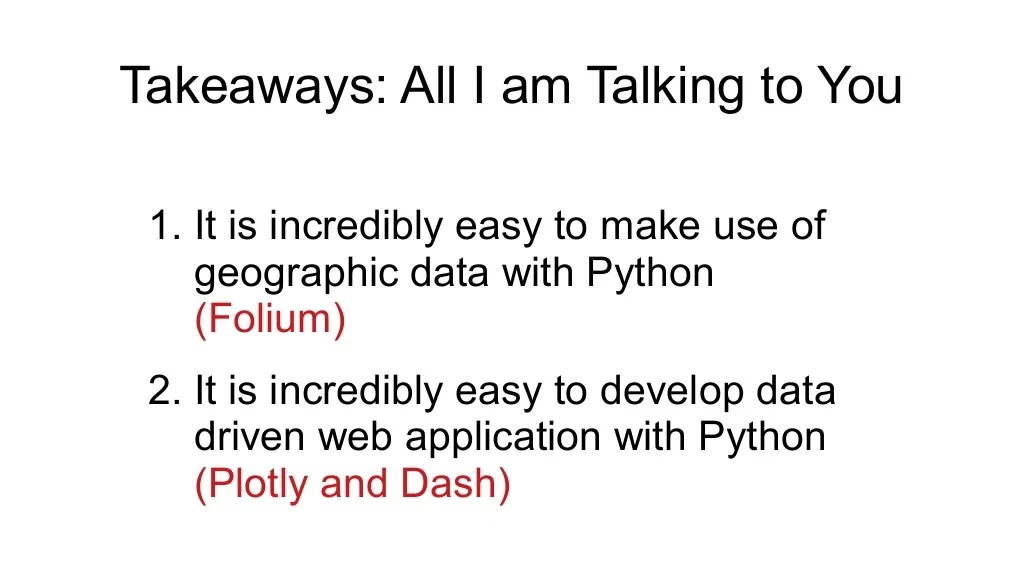 Takeaways: All I am Talking to You
1. It is incredibly easy to make use of
geographic data with Python
(Folium)
2. It is incredibly easy to develop data
driven web application with Python
(Plotly and Dash)